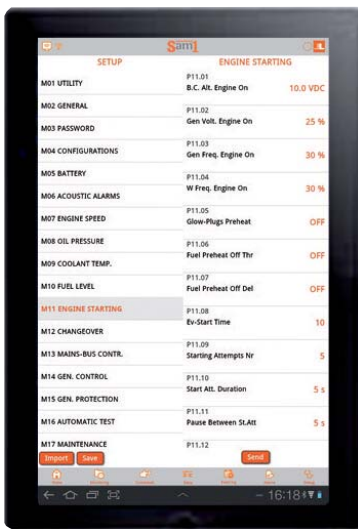 Sam1
SETUP
ENGINE STARTING
M01 UTILITY
M02 GENERAL
M03 PASSWORD
M04 CONFIGURATIONS
M05 BATTERY
M06 ACOUSTIC ALARMS
M07 ENGINE SPEED
M08 OIL PRESSURE
M09 COOLANT TEMP.
M10 FUEL LEVEL
M11 ENGINE STARTING
M12 CHANGEOVER
M13 MAINS-BUS CONTR.
M14 GEN. CONTROL
M15 GEN. PROTECTION
M16 AUTOMATIC TEST
M17 MAINTENANCE
Import
Save
P11.01
B.C. Alt. Engine On 10.0 VDC
P11.02
Gen Volt. Engine On 25 %
P11.03
Gen Freq. Engine On 30 %
P11.04
W Freq. Engine On 30 %
P11.05
Glow-Plugs Preheat OFF
P11.06
Fuel Preheat Off Thr OFF
P11.07
Fuel Preheat Off Del OFF
P11.08
Ev-Start Time 10
P11.09
Starting Attempts Nr 5
P11.10
Start Att. Duration 5 s
P11.11
Pause Between St.Att 5 s
P11.12
Send
16:18